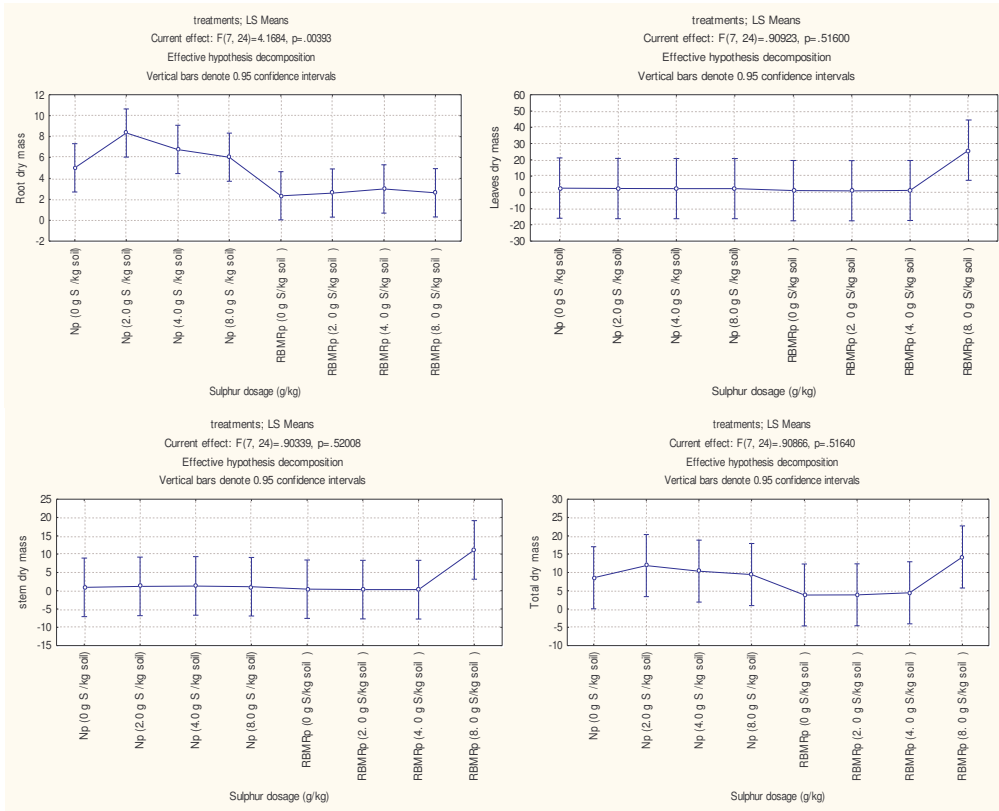 treatments; LS Means
Current effect: F(7, 24)=4.1684, p=.00393
Effective hypothesis decomposition
Vertical bars denote 0.95 confidence intervals
12
10
8
6
4
2
0
-2
Root dry mass
Np (0 g S /kg soil)
Np (2.0 g S /kg soil)
Np (4.0 g S /kg soil)
Np (8.0 g S /kg soil)
RBMRp (0 g S/kg soil )
RBMRp (2. 0 g S/kg soil )
RBMRp (4. 0 g S/kg soil )
RBMRp (8. 0 g S/kg soil )
Sulphur dosage (g/kg)
treatments; LS Means
Current effect: F(7, 24)=.90923, p=.51600
Effective hypothesis decomposition
Vertical bars denote 0.95 confidence intervals
60
50
40
30
20
10
0
-10
-20
-30
Leaves dry mass
Np (0 g S /kg soil)
Np (2.0 g S /kg soil)
Np (4.0 g S /kg soil)
Np (8.0 g S /kg soil)
RBMRp (0 g S/kg soil )
RBMRp (2. 0 g S/kg soil )
RBMRp (4. 0 g S/kg soil )
RBMRp (8. 0 g S/kg soil )
Sulphur dosage (g/kg)
treatments; LS Means
Current effect: F(7, 24)=.90339, p=.52008
Effective hypothesis decomposition
Vertical bars denote 0.95 confidence intervals
25
20
15
10
5
0
-5
-10
-15
stem dry mass
Np (0 g S /kg soil)
Np (2.0 g S /kg soil)
Np (4.0 g S /kg soil)
Np (8.0 g S /kg soil)
RBMRp (0 g S/kg soil )
RBMRp (2. 0 g S/kg soil )
RBMRp (4. 0 g S/kg soil )
RBMRp (8. 0 g S/kg soil )
Sulphur dosage (g/kg)
treatments; LS Means
Current effect: F(7, 24)=.90866, p=.51640
Effective hypothesis decomposition
Vertical bars denote 0.95 confidence intervals
30
25
20
15
10
5
0
-5
-10
Total dry mass
Np (0 g S /kg soil)
Np (2.0 g S /kg soil)
Np (4.0 g S /kg soil)
Np (8.0 g S /kg soil)
RBMRp (0 g S/kg soil )
RBMRp (2. 0 g S/kg soil )
RBMRp (4. 0 g S/kg soil )
RBMRp (8. 0 g S/kg soil )
Sulphur dosage (g/kg)